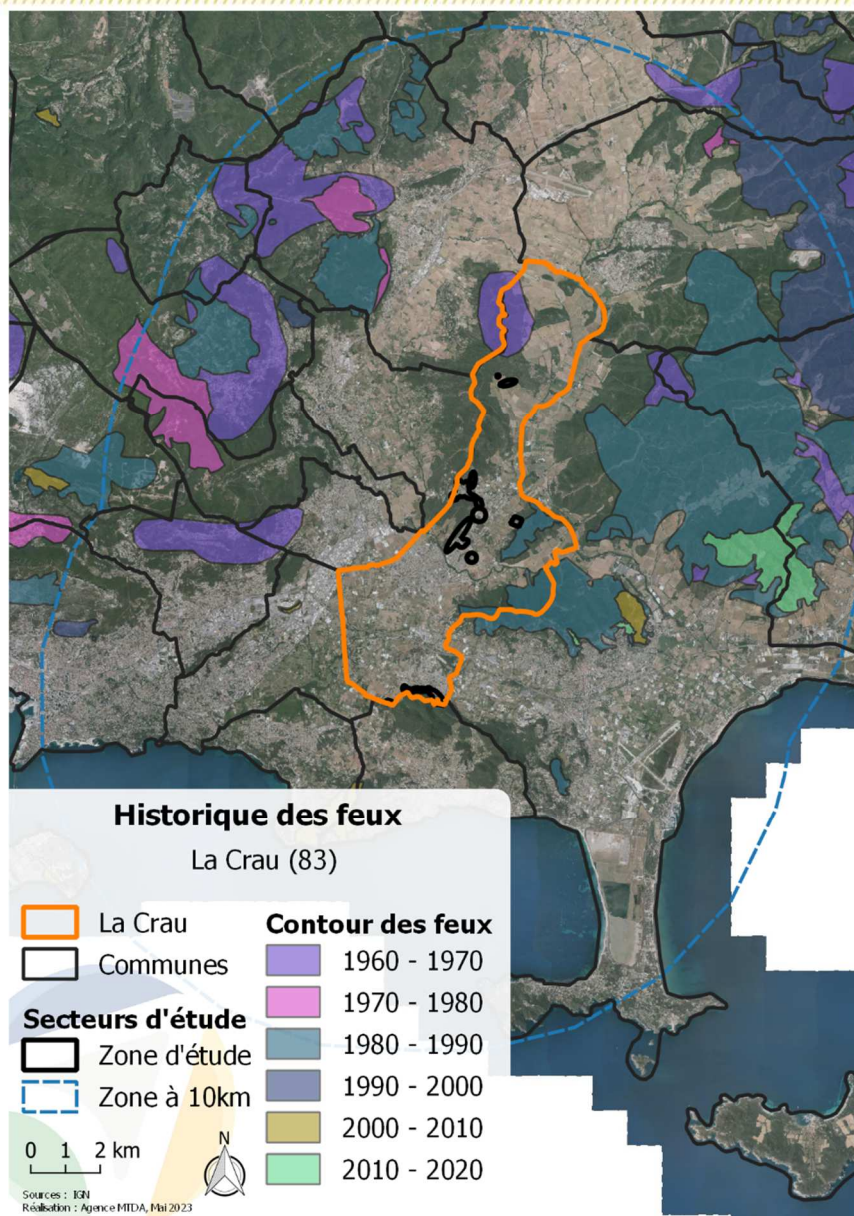 Historique des feux
La Crau (83)
La Crau
Communes
Secteurs d'étude
Zone d'étude
Zone à 10km
0 1 2 km
N
Contour des feux
1960 - 1970
1970 - 1980
1980 - 1990
1990 - 2000
2000 - 2010
2010 - 2020
Sources : IGN
Réalisation : Agence MTDA, Mai 2023